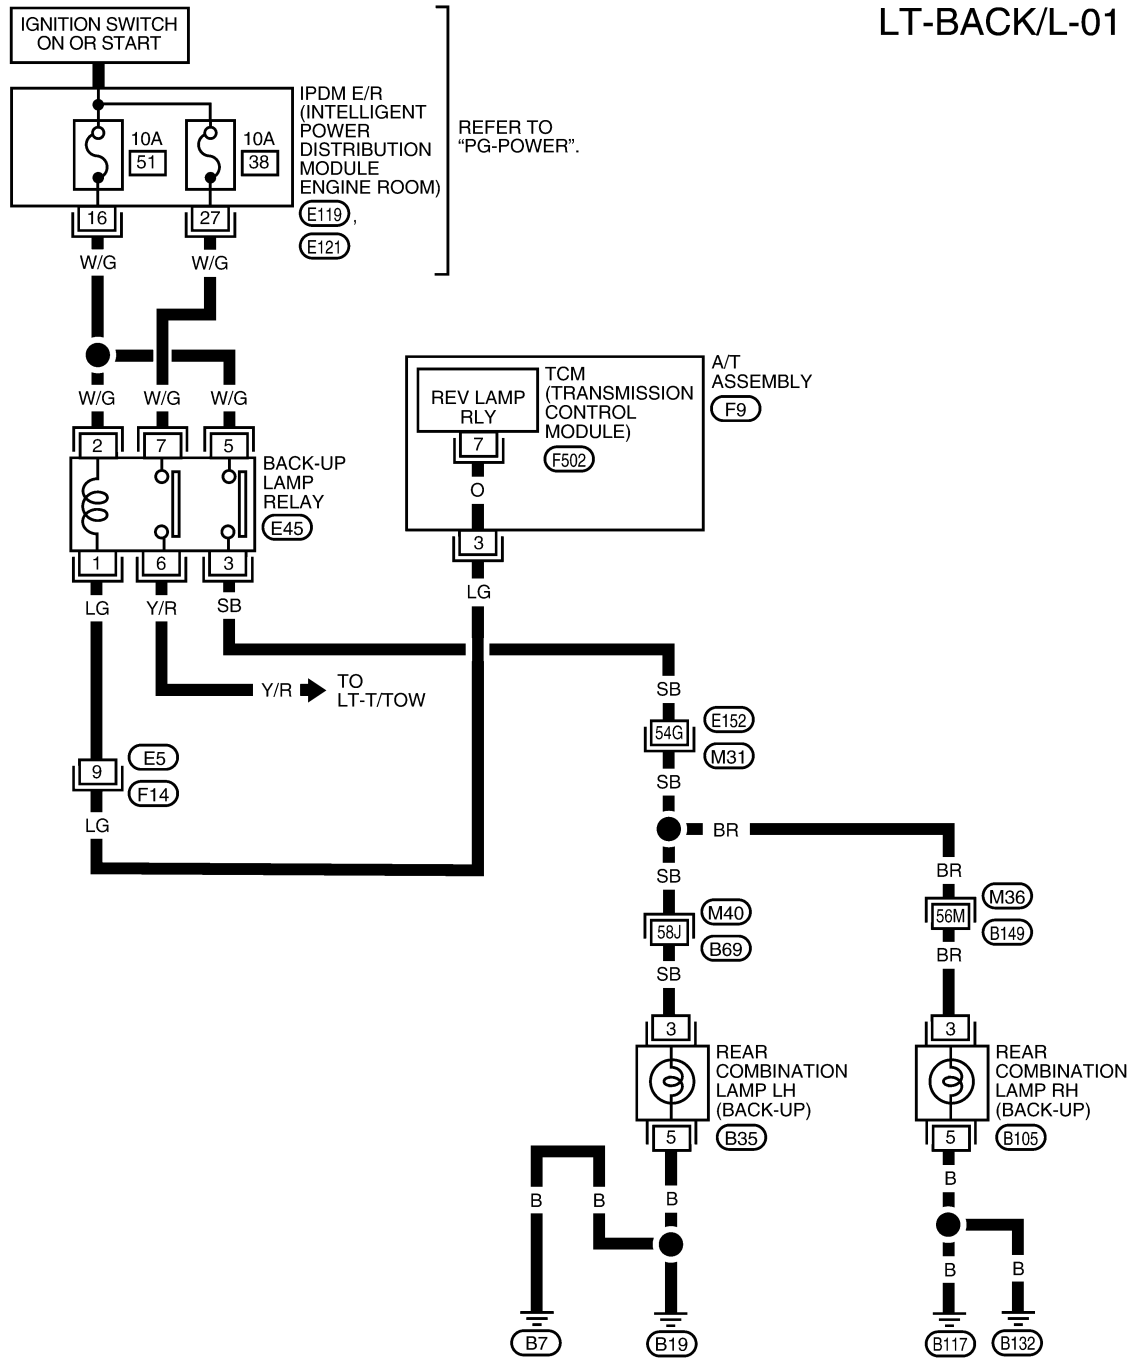 LT-BACK/L-01
IGNITION SWITCH
ON OR START
IPDM E/R
(INTELLIGENT
POWER
DISTRIBUTION
MODULE
ENGINE ROOM)
E119 ,
E121
REFER TO
“PG-POWER”.
10A
51
10A
38
16
27
W/G
W/G
W/G
W/G
W/G
2
7
5
BACK-UP
LAMP
RELAY
E45
1
6
3
LG
Y/R
SB
Y/R
TO
LT-T/TOW
9
E5
F14
LG
A/T
ASSEMBLY
F9
TCM
(TRANSMISSION
CONTROL
MODULE)
F502
REV LAMP
RLY
7
O
3
LG
SB
54G
E152
M31
SB
BR
SB
BR
58J
M40
B69
56M
M36
B149
SB
BR
3
3
REAR
COMBINATION
LAMP LH
(BACK-UP)
B35
REAR
COMBINATION
LAMP RH
(BACK-UP)
B105
5
5
B
B
B
B
B
B
B7
B19
B117
B132